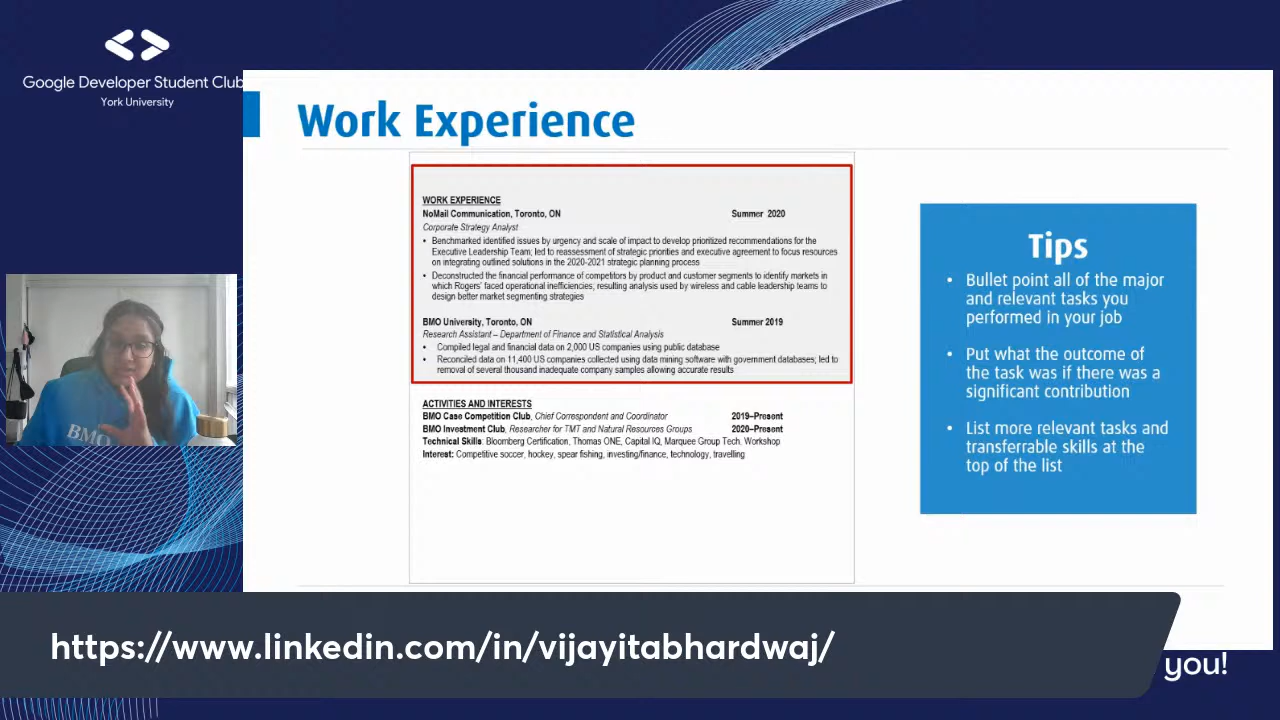 Google Developer Student Club
York University
Work Experience
WORK EXPERIENCE
NoMail Communication, Toronto, ON Summer 2020
Corporate Strategy Analyst
• Benchmarked identified issues by urgency and scale of impact to develop prioritized recommendations for the
Executive Leadership Team; led to reassessment of strategic priorities and executive agreement to focus resources
on integrating outlined solutions in the 2020-2021 strategic planning process
• Deconstructed the financial performance of competitors by product and customer segments to identify markets in
which Rogers' faced operational inefficiencies; resulting analysis used by wireless and cable leadership teams to
design better market segmenting strategies
BMO University, Toronto, ON Summer 2019
Research Assistant – Department of Finance and Statistical Analysis
• Compiled legal and financial data on 2,000 US companies using public database
• Reconciled data on 11,400 US companies collected using data mining software with government databases; led to
removal of several thousand inadequate company samples allowing accurate results
ACTIVITIES AND INTERESTS
BMO Case Competition Club, Chief Correspondent and Coordinator 2019–Present
BMO Investment Club, Researcher for TMT and Natural Resources Groups 2020–Present
Technical Skills: Bloomberg Certification, Thomas ONE, Capital IQ, Marquee Group Tech. Workshop
Interest: Competitive soccer, hockey, spear fishing, investing/finance, technology, travelling
Tips
• Bullet point all of the major
and relevant tasks you
performed in your job
• Put what the outcome of
the task was if there was a
significant contribution
• List more relevant tasks and
transferrable skills at the
top of the list
BMO
https://www.linkedin.com/in/vijayitabhardwaj/
you!